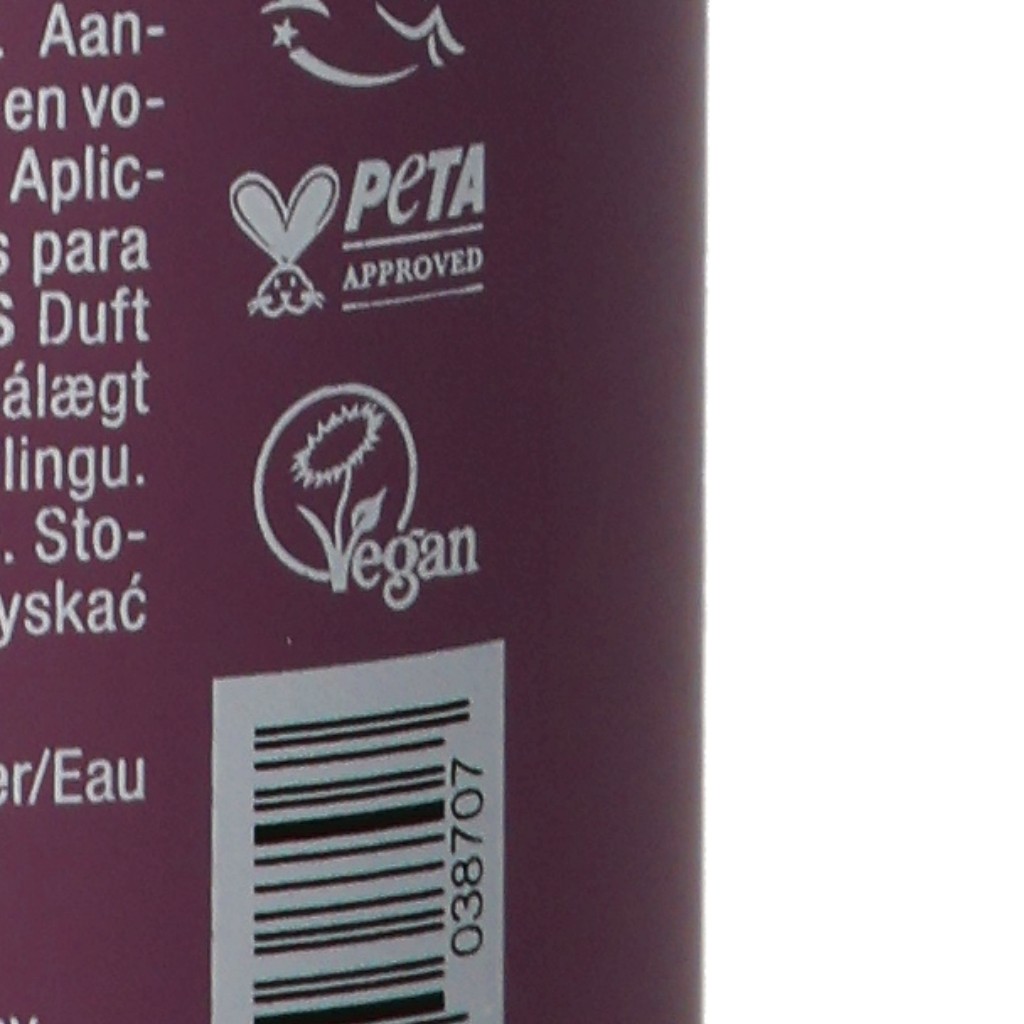 . Aan-
en vo-
Aplic-
s para
S Duft
álægt
lingu.
. Sto-
yskać
er/Eau
PETA
APPROVED
Vegan
038707